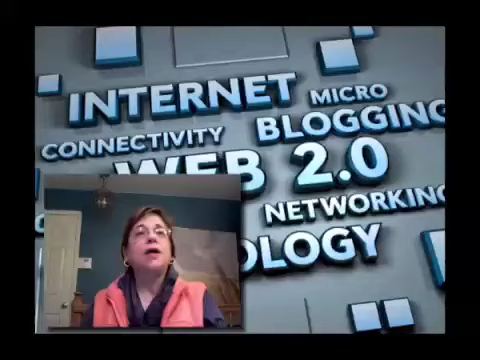 INTERNET
MICRO
CONNECTIVITY
BLOGGING
WEB 2.0
NETWORKING
OLOGY